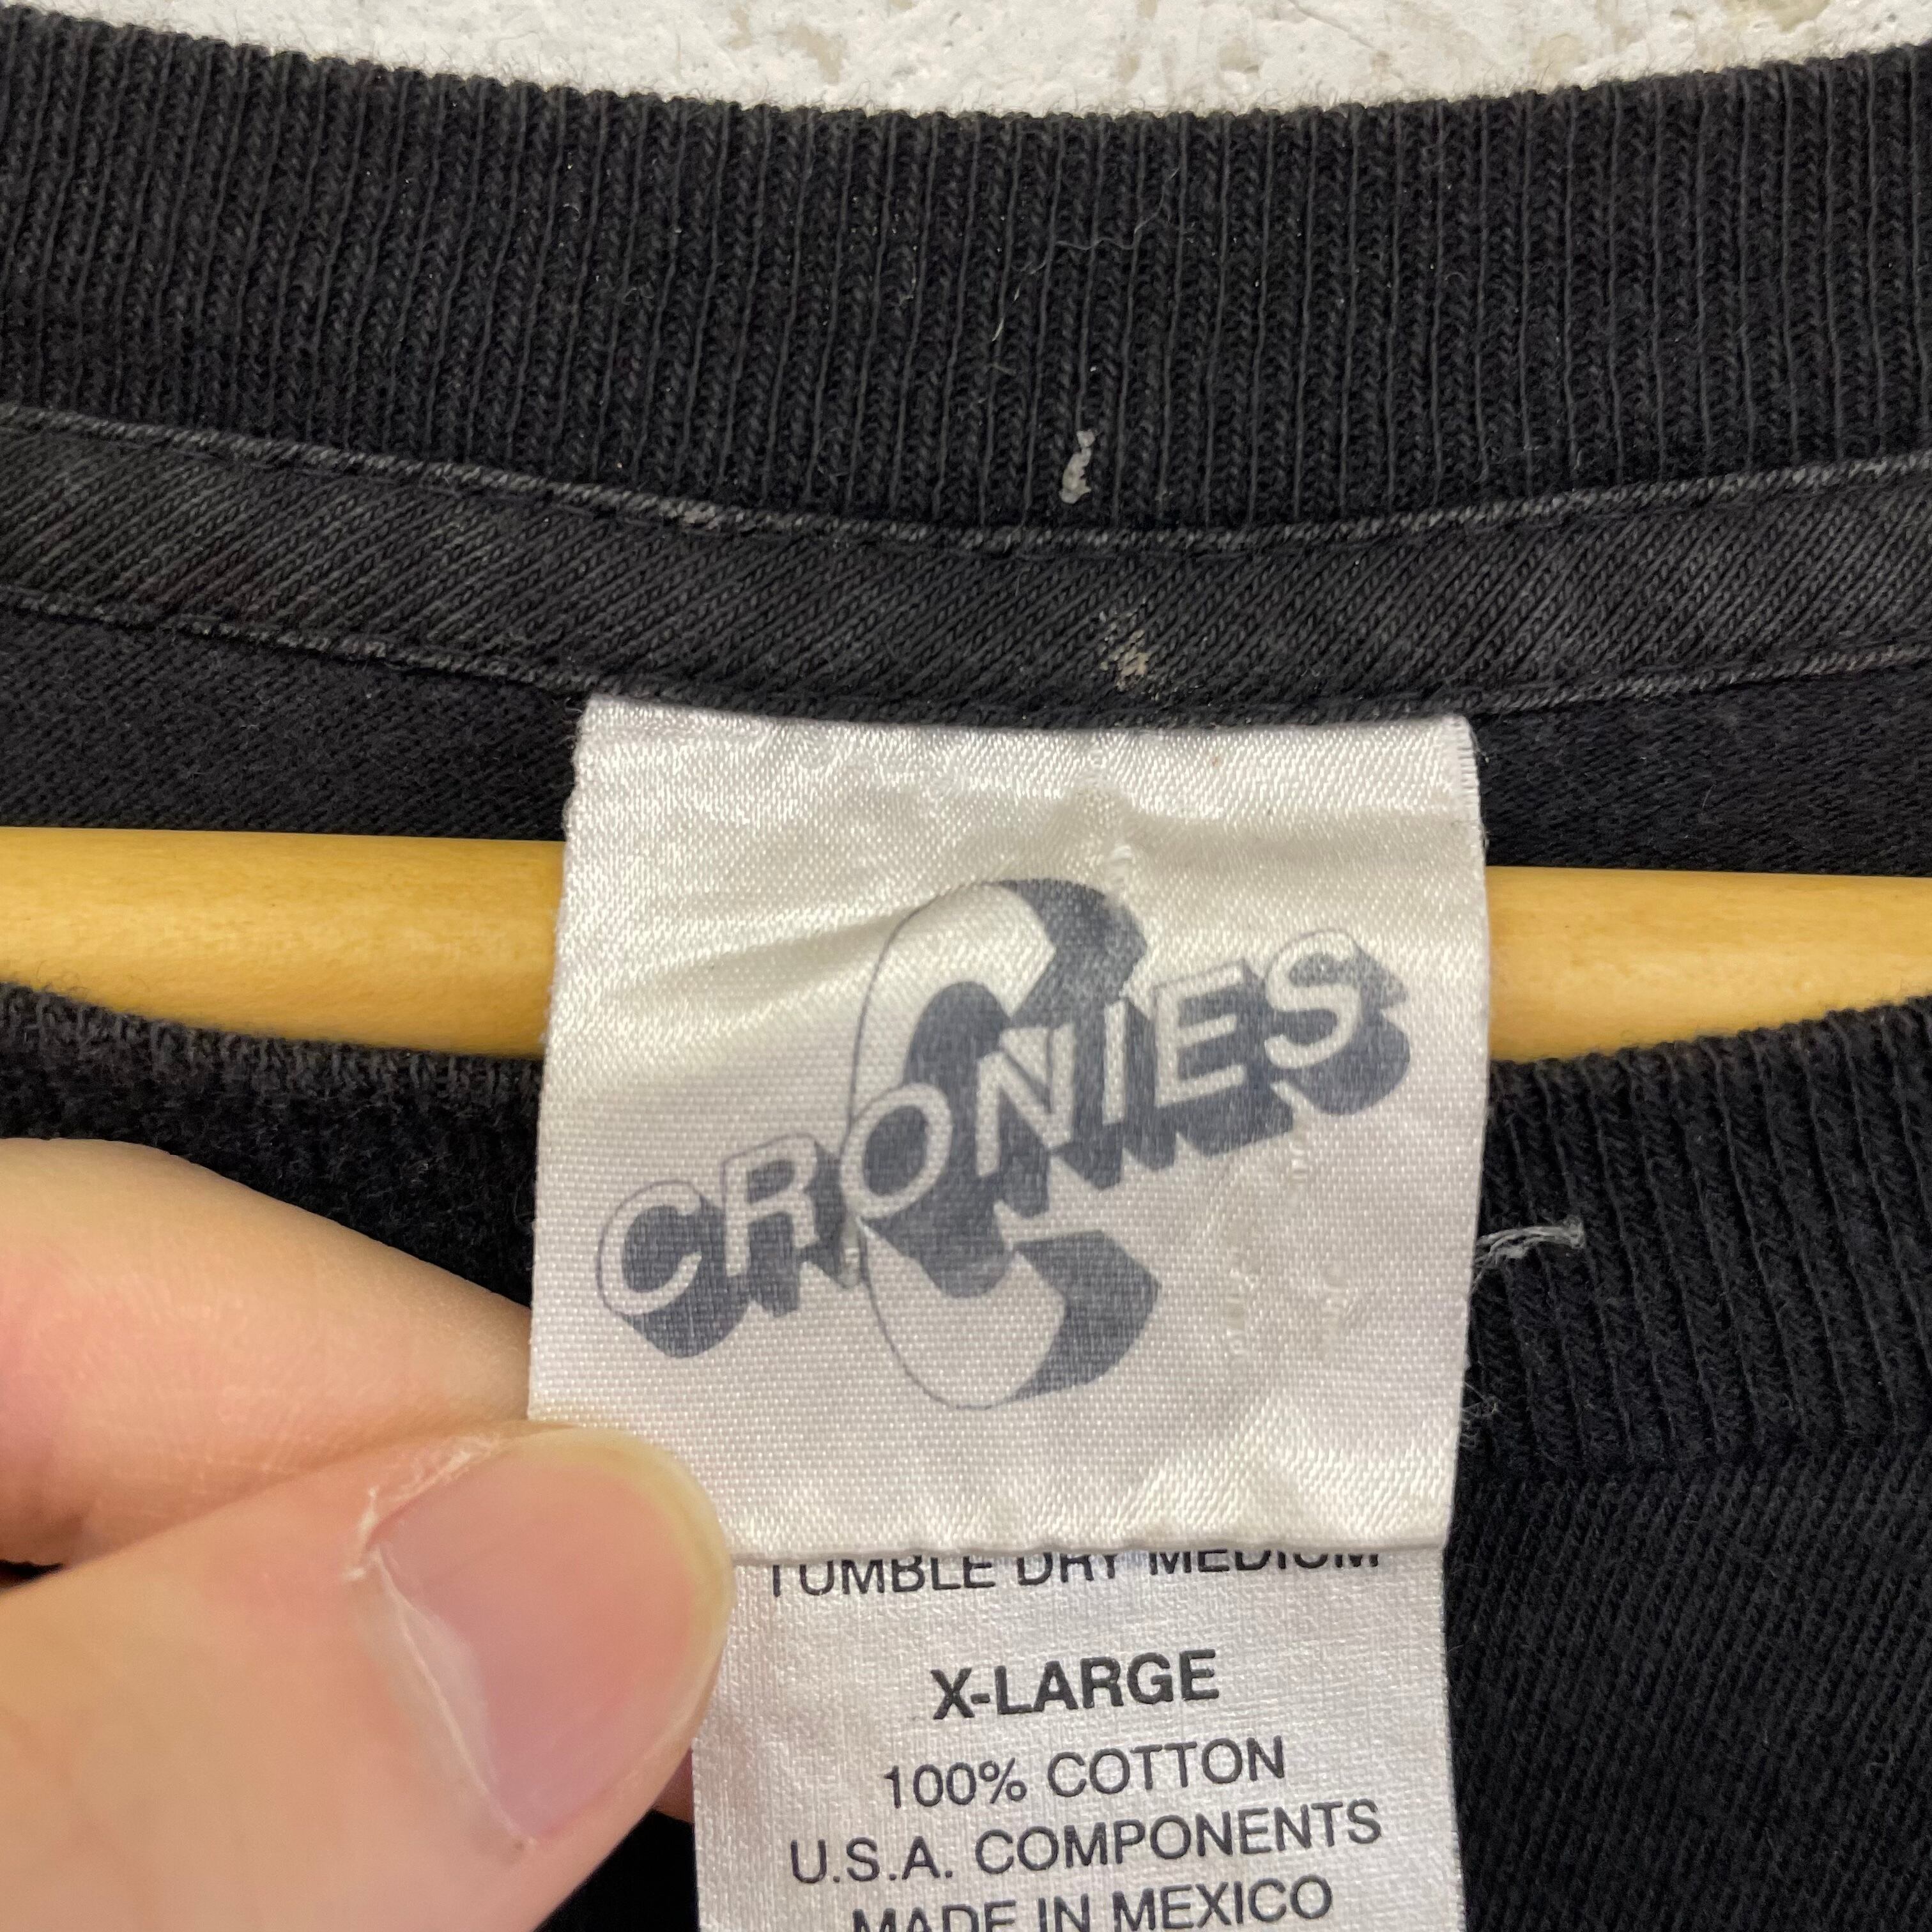 CRONIES
TUMBLE DRY MEDIUM
X-LARGE
100% COTTON
U.S.A. COMPONENTS
MADE IN MEXICO